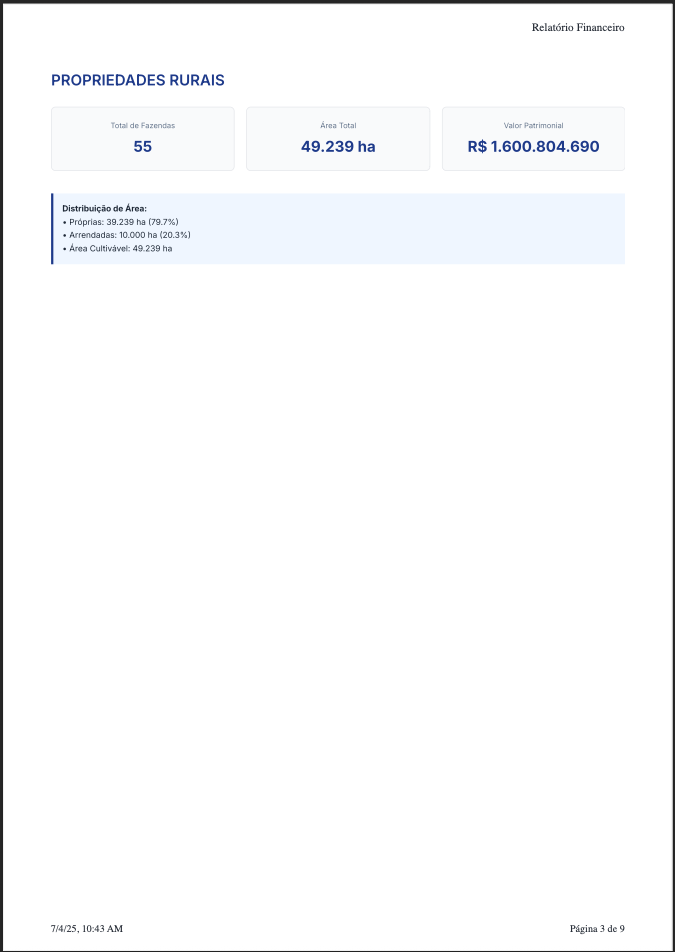 Relatório Financeiro
PROPRIEDADES RURAIS
Total de Fazendas
55
Área Total
49.239 ha
Valor Patrimonial
R$ 1.600.804.690
Distribuição de Área:
• Próprias: 39.239 ha (79.7%)
• Arrendadas: 10.000 ha (20.3%)
• Área Cultivável: 49.239 ha
7/4/25, 10:43 AM
Página 3 de 9